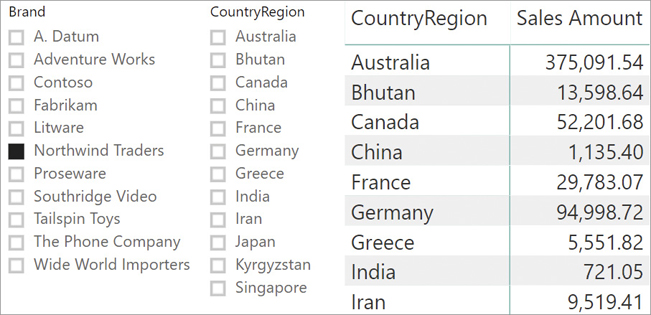 Brand
A. Datum
Adventure Works
Contoso
Fabrikam
Litware
Northwind Traders
Proseware
Southridge Video
Tailspin Toys
The Phone Company
Wide World Importers
CountryRegion
Australia
Bhutan
Canada
China
France
Germany
Greece
India
Iran
Japan
Kyrgyzstan
Singapore
CountryRegion Sales Amount
Australia 375,091.54
Bhutan 13,598.64
Canada 52,201.68
China 1,135.40
France 29,783.07
Germany 94,998.72
Greece 5,551.82
India 721.05
Iran 9,519.41